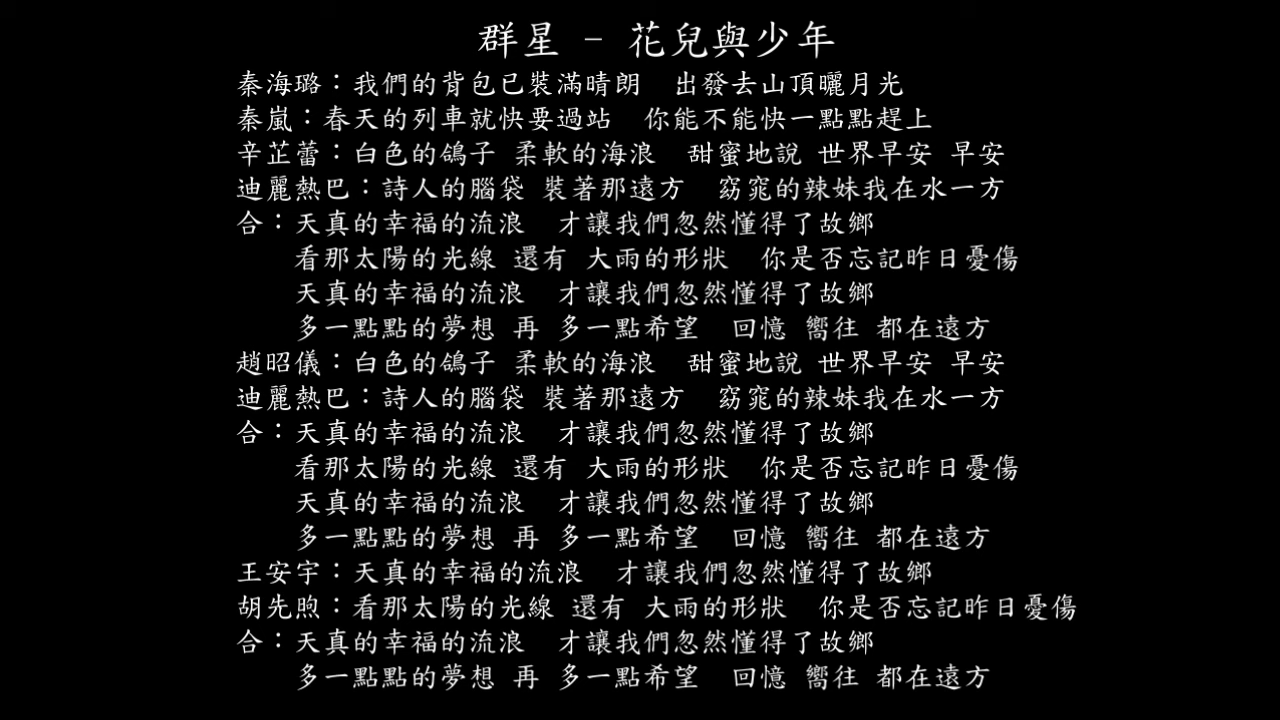 群星 - 花兒與少年
秦海璐：我們的背包已裝滿晴朗　出發去山頂曬月光
秦嵐：春天的列車就快要過站　你能不能快一點點趕上
辛芷蕾：白色的鴿子 柔軟的海浪　甜蜜地說 世界早安 早安
迪麗熱巴：詩人的腦袋 裝著那遠方　窈窕的辣妹我在水一方
合：天真的幸福的流浪　才讓我們忽然懂得了故鄉
看那太陽的光線 還有 大雨的形狀　你是否忘記昨日憂傷
天真的幸福的流浪　才讓我們忽然懂得了故鄉
多一點點的夢想 再 多一點希望　回憶 嚮往 都在遠方
趙昭儀：白色的鴿子 柔軟的海浪　甜蜜地說 世界早安 早安
迪麗熱巴：詩人的腦袋 裝著那遠方　窈窕的辣妹我在水一方
合：天真的幸福的流浪　才讓我們忽然懂得了故鄉
看那太陽的光線 還有 大雨的形狀　你是否忘記昨日憂傷
天真的幸福的流浪　才讓我們忽然懂得了故鄉
多一點點的夢想 再 多一點希望　回憶 嚮往 都在遠方
王安宇：天真的幸福的流浪　才讓我們忽然懂得了故鄉
胡先煦：看那太陽的光線 還有 大雨的形狀　你是否忘記昨日憂傷
合：天真的幸福的流浪　才讓我們忽然懂得了故鄉
多一點點的夢想 再 多一點希望　回憶 嚮往 都在遠方